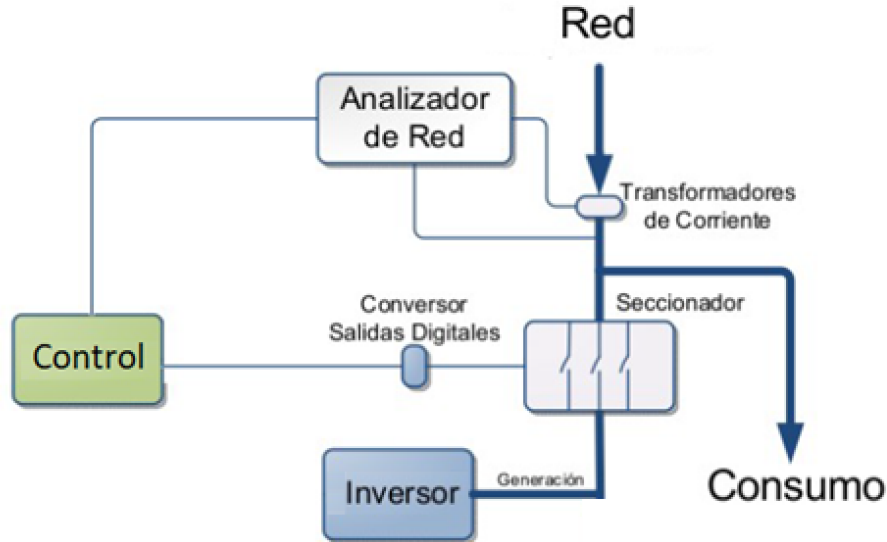 Red
Analizador
de Red
Transformadores
de Corriente
Conversor
Salidas Digitales
Seccionador
Control
Inversor
Generación
Consumo